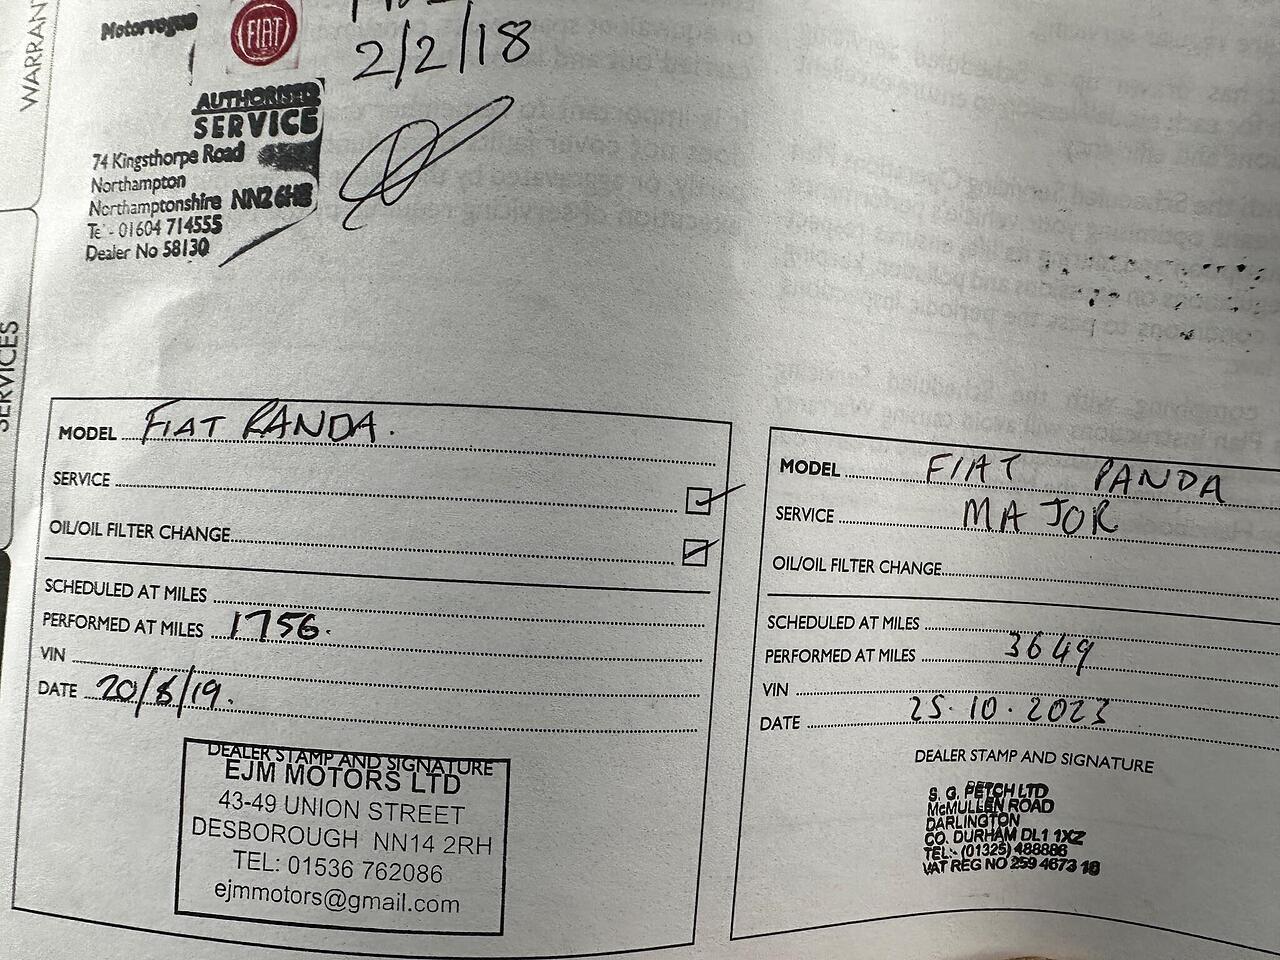 WARRAN
SERVICES
Motorvogue
FIAT
2/2/18
AUTHORISED
SERVICE
74 Kingsthorpe Road
Northampton
Northamptonshire NN2 6HB
Tel - 01604 714555
Dealer No 58130
MODEL FIAT PANDA.
SERVICE
OIL/OIL FILTER CHANGE
SCHEDULED AT MILES
PERFORMED AT MILES 1756.
VIN
DATE 20/8/19.
DEALER STAMP AND SIGNATURE
EJM MOTORS LTD
43-49 UNION STREET
DESBOROUGH NN14 2RH
TEL: 01536 762086
ejmmotors@gmail.com
MODEL FIAT PANDA
SERVICE MAJOR
OIL/OIL FILTER CHANGE
SCHEDULED AT MILES
PERFORMED AT MILES 3649
VIN
DATE 25.10.2023
DEALER STAMP AND SIGNATURE
S. G. PETCH LTD
McMULLEN ROAD
DARLINGTON
CO. DURHAM DL1 1XZ
TEL:- (01325) 488886
VAT REG NO 259 4673 18